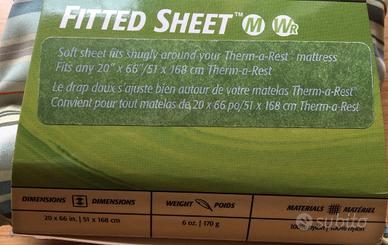 FITTED SHEET™ M WR
Soft sheet fits snugly around your Therm-a-Rest® mattress
Fits any 20" x 66"/51 x 168 cm Therm-a-Rest
Le drap doux s'ajuste bien autour de votre matelas Therm-a-Rest®
Convient pour tout matelas de 20 x 66 po/51 x 168 cm Therm-a-Rest
DIMENSIONS DIMENSIONS WEIGHT POIDS MATERIALS MATÉRIEL
20 x 66 in. | 51 x 168 cm 6 oz. | 170 g
subito